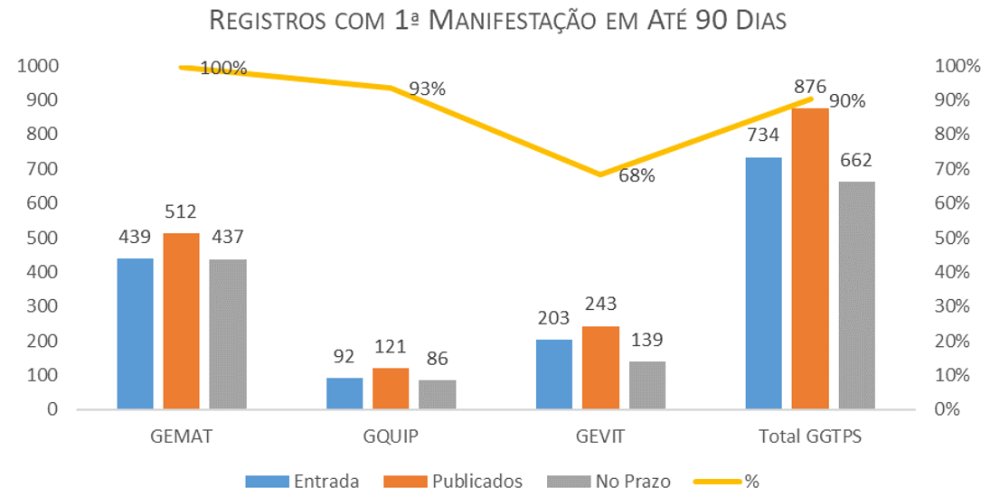 Registros com 1ª Manifestação em Até 90 Dias
1000 100%
900 90%
800 80%
700 70%
600 60%
500 50%
400 40%
300 30%
200 20%
100 10%
0 0%
100% 93% 68% 90%
439 512 437
92 121 86
203 243 139
734 876 662
GEMAT GQUIP GEVIT Total GGTPS
Entrada Publicados No Prazo %